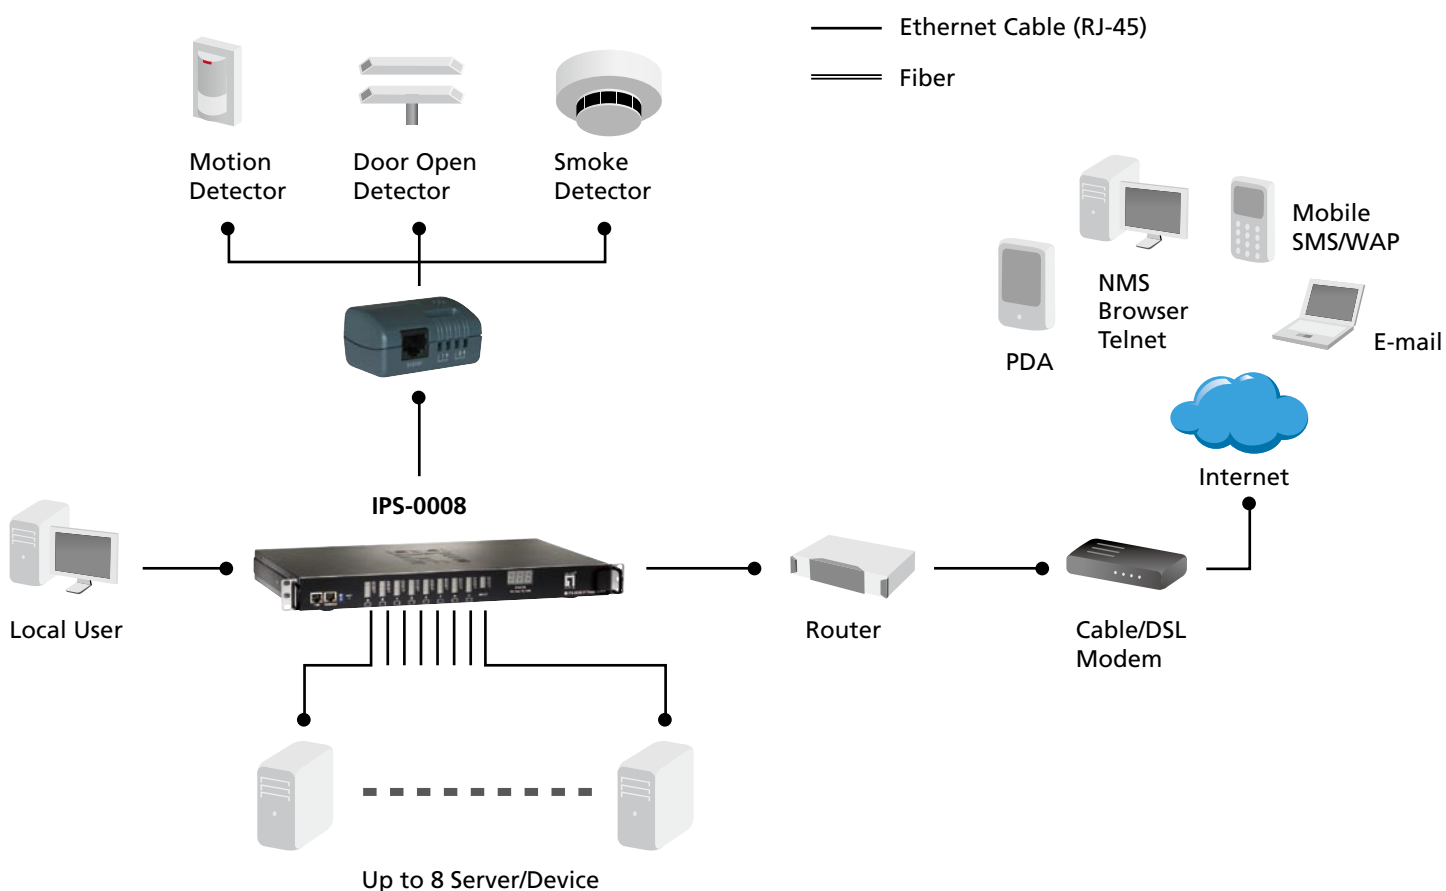 Ethernet Cable (RJ-45)
Fiber
Motion
Detector
Door Open
Detector
Smoke
Detector
Mobile
SMS/WAP
NMS
Browser
Telnet
PDA
E-mail
Internet
IPS-0008
Local User
Router
Cable/DSL
Modem
Up to 8 Server/Device